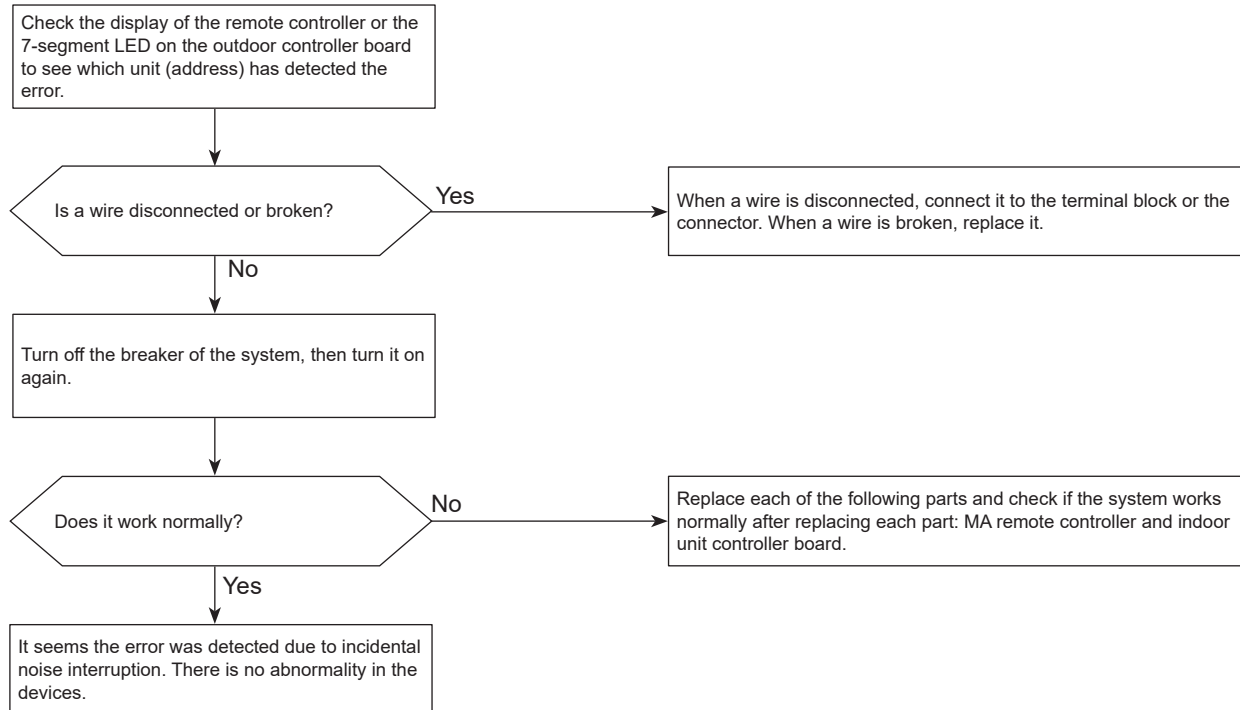 Check the display of the remote controller or the
7-segment LED on the outdoor controller board
to see which unit (address) has detected the
error.
Is a wire disconnected or broken?
Yes
When a wire is disconnected, connect it to the terminal block or the
connector. When a wire is broken, replace it.
No
Turn off the breaker of the system, then turn it on
again.
Does it work normally?
No
Replace each of the following parts and check if the system works
normally after replacing each part: MA remote controller and indoor
unit controller board.
Yes
It seems the error was detected due to incidental
noise interruption. There is no abnormality in the
devices.